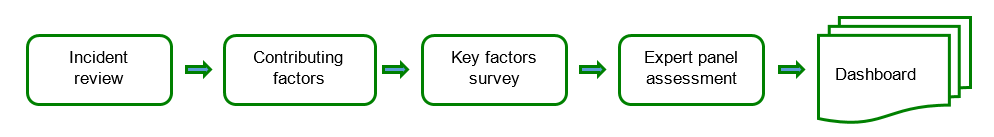 Incident
review
Contributing
factors
Key factors
survey
Expert panel
assessment
Dashboard